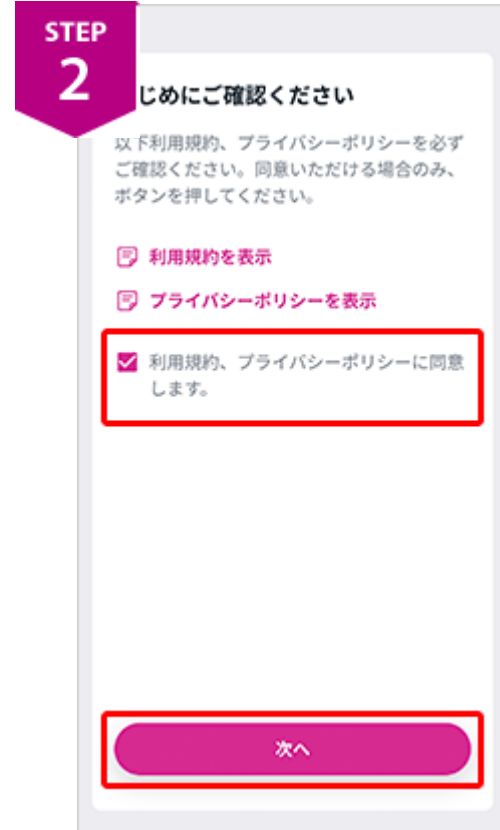 STEP
2
じめにご確認ください
以下利用規約、プライバシーポリシーを必ず
ご確認ください。同意いただける場合のみ、
ボタンを押してください。
利用規約を表示
プライバシーポリシーを表示
利用規約、プライバシーポリシーに同意
します。
次へ